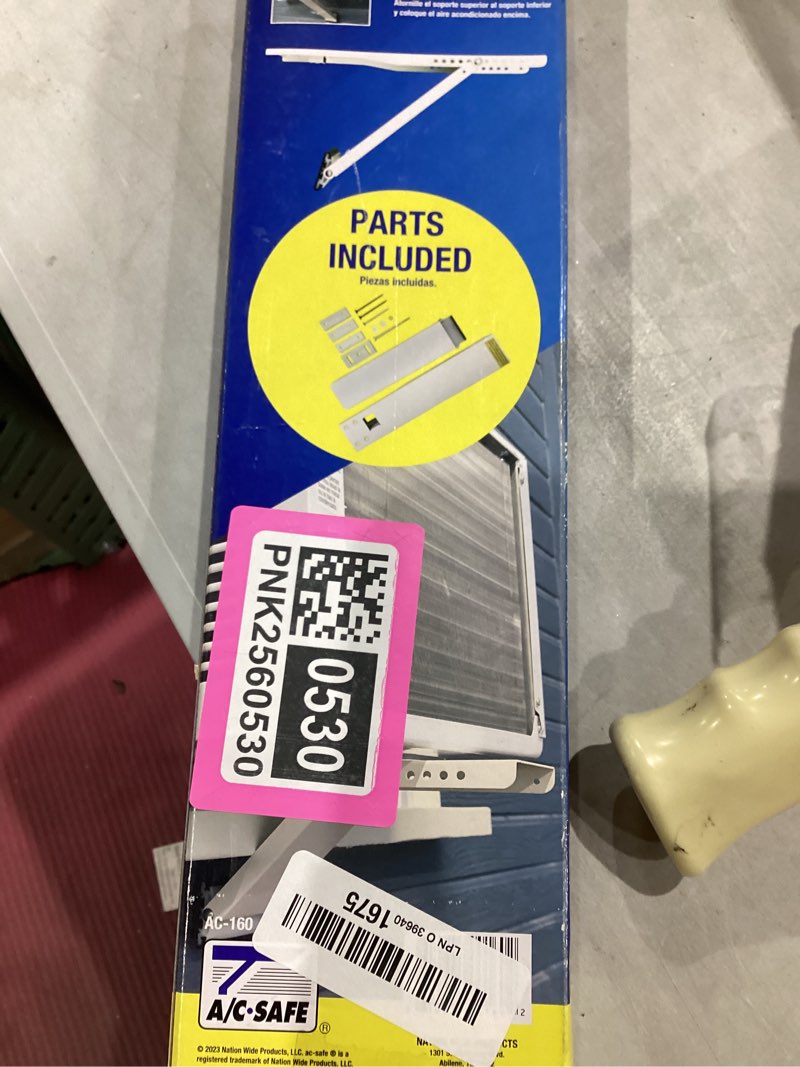 Atornille el soporte superior al soporte inferior
y coloque el aire acondicionado encima.
PARTS
INCLUDED
Piezas incluidas.
PNK2560530
0530
AC-160
LPN O 39640 1675
A/C·SAFE®
© 2023 Nation Wide Products, LLC. ac-safe ® is a
registered trademark of Nation Wide Products, LLC.
1301
Abilene,